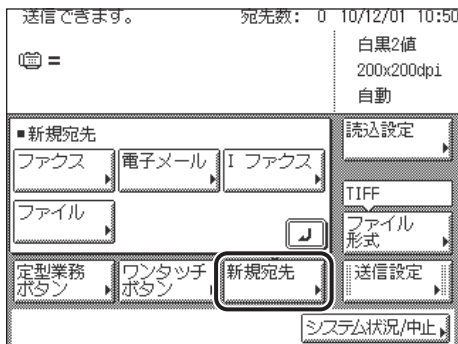 送信できます。 宛先数: 0 10/12/01 10:50
=
白黒2値
200x200dpi
自動
■新規宛先
ファクス 電子メール I ファクス
ファイル
読込設定
TIFF
ファイル
形式
定型業務
ボタン
ワンタッチ
ボタン
新規宛先
送信設定
システム状況/中止